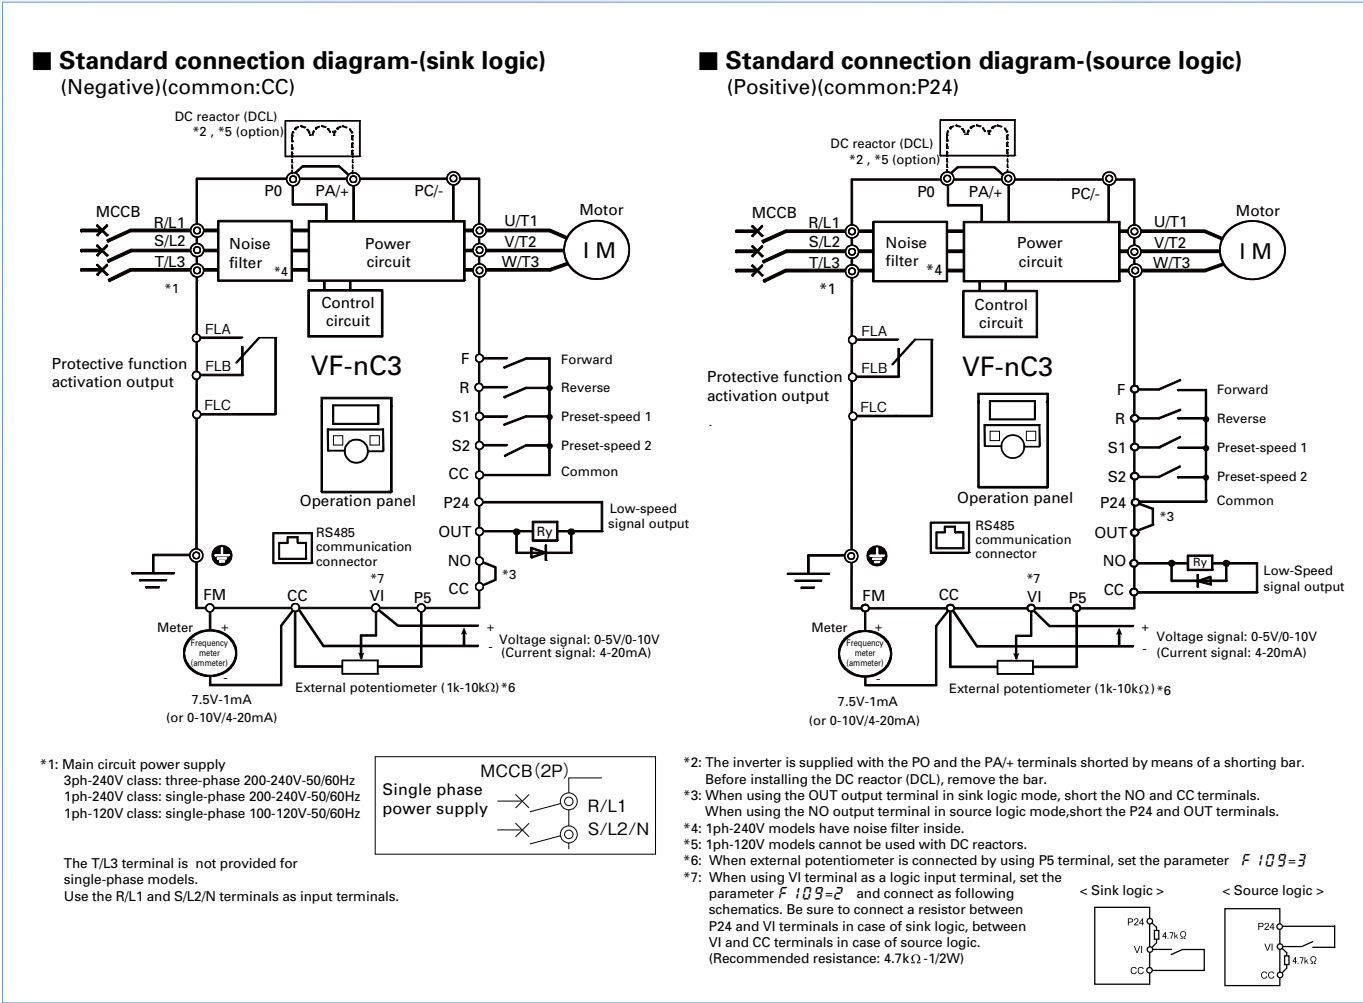 ■ Standard connection diagram-(sink logic)
(Negative)(common:CC)
DC reactor (DCL)
*2 , *5 (option)
P0 PA/+ PC/-
MCCB
R/L1
S/L2
T/L3
*1
Noise
filter
*4
Power
circuit
Control
circuit
U/T1
V/T2
W/T3
Motor
I M
FLA
FLB
FLC
Protective function
activation output
VF-nC3
Operation panel
RS485
communication
connector
F Forward
R Reverse
S1 Preset-speed 1
S2 Preset-speed 2
CC Common
P24
OUT
Ry
Low-speed
signal output
NO
CC
*3
*7
FM CC VI P5
Meter
+
Frequency
meter
(ammeter)
-
7.5V-1mA
(or 0-10V/4-20mA)
+
-
Voltage signal: 0-5V/0-10V
(Current signal: 4-20mA)
External potentiometer (1k-10kΩ)*6
■ Standard connection diagram-(source logic)
(Positive)(common:P24)
DC reactor (DCL)
*2 , *5 (option)
P0 PA/+ PC/-
MCCB
R/L1
S/L2
T/L3
*1
Noise
filter
*4
Power
circuit
Control
circuit
U/T1
V/T2
W/T3
Motor
I M
FLA
FLB
FLC
Protective function
activation output
.
VF-nC3
Operation panel
RS485
communication
connector
F Forward
R Reverse
S1 Preset-speed 1
S2 Preset-speed 2
P24 Common
*3
OUT
NO
CC
Ry
Low-Speed
signal output
*7
FM CC VI P5
Meter
+
Frequency
meter
(ammeter)
-
7.5V-1mA
(or 0-10V/4-20mA)
+
-
Voltage signal: 0-5V/0-10V
(Current signal: 4-20mA)
External potentiometer (1k-10kΩ)*6
*1: Main circuit power supply
3ph-240V class: three-phase 200-240V-50/60Hz
1ph-240V class: single-phase 200-240V-50/60Hz
1ph-120V class: single-phase 100-120V-50/60Hz
The T/L3 terminal is not provided for
single-phase models.
Use the R/L1 and S/L2/N terminals as input terminals.
MCCB(2P)
Single phase
power supply
R/L1
S/L2/N
*2: The inverter is supplied with the PO and the PA/+ terminals shorted by means of a shorting bar.
Before installing the DC reactor (DCL), remove the bar.
*3: When using the OUT output terminal in sink logic mode, short the NO and CC terminals.
When using the NO output terminal in source logic mode,short the P24 and OUT terminals.
*4: 1ph-240V models have noise filter inside.
*5: 1ph-120V models cannot be used with DC reactors.
*6: When external potentiometer is connected by using P5 terminal, set the parameter F109=3
*7: When using VI terminal as a logic input terminal, set the
parameter F109=2 and connect as following
schematics. Be sure to connect a resistor between
P24 and VI terminals in case of sink logic, between
VI and CC terminals in case of source logic.
(Recommended resistance: 4.7kΩ-1/2W)
< Sink logic >
P24
4.7kΩ
VI
CC
< Source logic >
P24
VI
4.7kΩ
CC